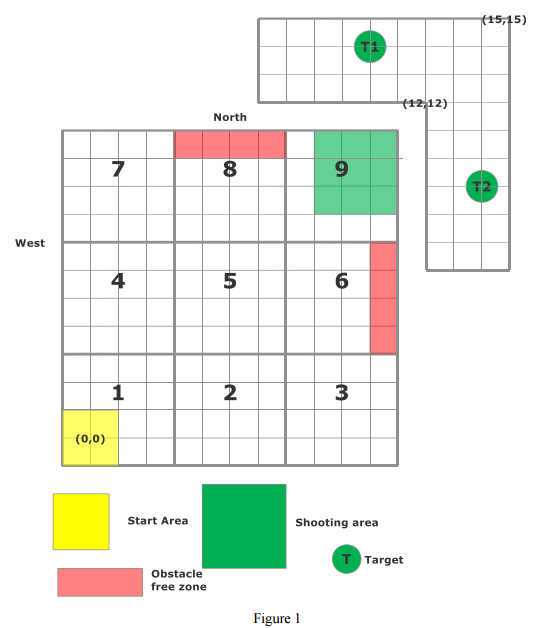 (15,15)
T1
(12,12)
North
7
8
9
T2
West
4
5
6
1
2
3
(0,0)
Start Area
Shooting area
T
Target
Obstacle
free zone
Figure 1